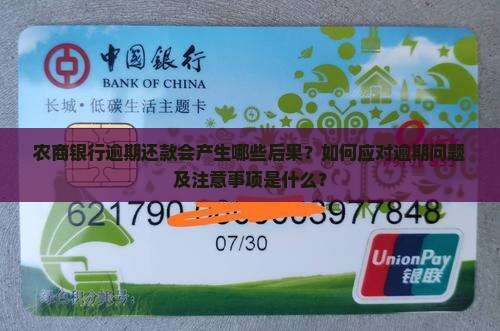 中国银行
BANK OF CHINA
长城·低碳生活主题卡
农商银行逾期还款会产生哪些后果？如何应对逾期问题
及注意事项是什么？
621790 977848
07/30
UnionPay
银联